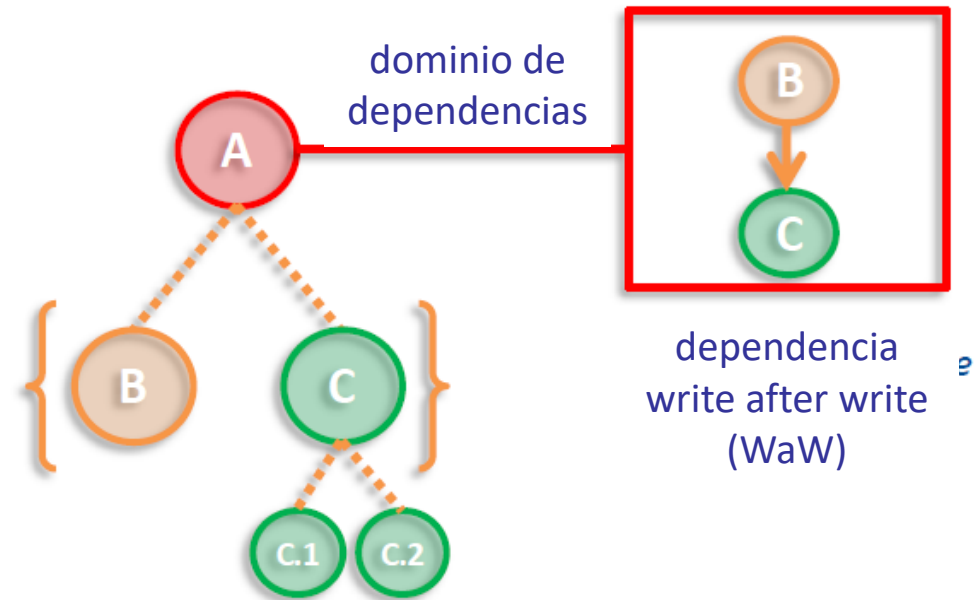 dominio de
dependencias
A
B
C
B
C
C.1
C.2
dependencia
write after write
(WaW)
e